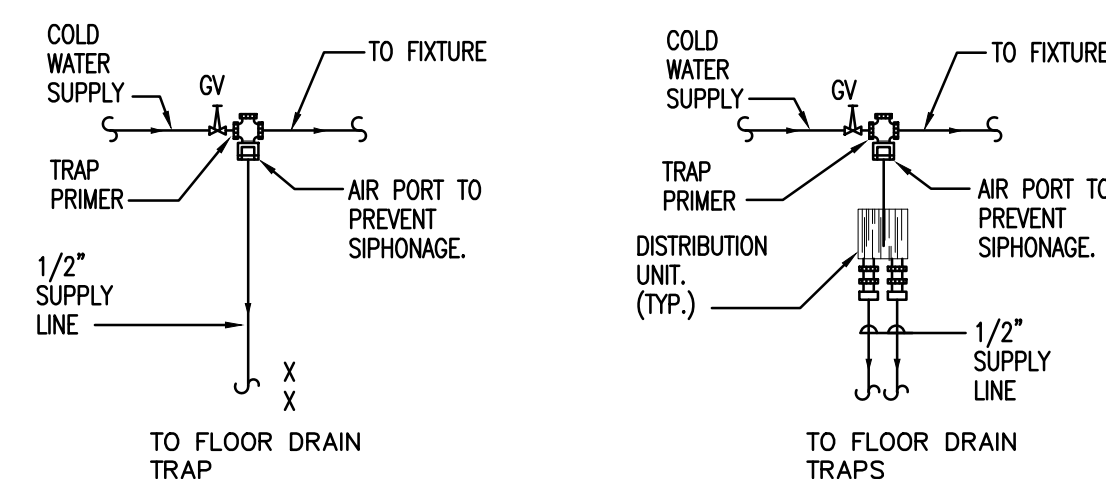 COLD
WATER
SUPPLY
GV
TO FIXTURE
TRAP
PRIMER
AIR PORT TO
PREVENT
SIPHONAGE.
1/2"
SUPPLY
LINE
X
X
TO FLOOR DRAIN
TRAP
COLD
WATER
SUPPLY
GV
TO FIXTURE
TRAP
PRIMER
AIR PORT TO
PREVENT
SIPHONAGE.
DISTRIBUTION
UNIT.
(TYP.)
1/2"
SUPPLY
LINE
TO FLOOR DRAIN
TRAPS